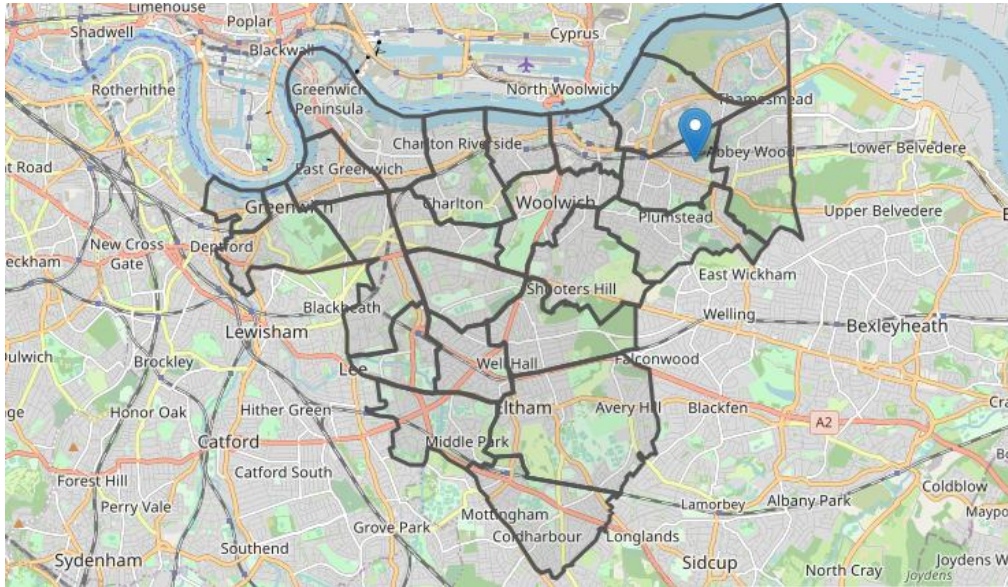 Limehouse
Poplar
Shadwell
Cyprus
Blackwall
Rotherhithe
Greenwich
Peninsula
North Woolwich
Thamesmead
Charlton Riverside
Abbey Wood
Lower Belvedere
East Greenwich
Greenwich
Charlton
Woolwich
Plumstead
Upper Belvedere
New Cross
Gate
Deptford
East Wickham
Shooters Hill
Blackheath
Welling
Bexleyheath
Lewisham
Brockley
Well Hall
Falconwood
Lee
Honor Oak
Hither Green
Eltham
Avery Hill
Blackfen
A2
Catford
Middle Park
Catford South
Forest Hill
Perry Vale
Grove Park
Mottingham
Lamorbey
Albany Park
Coldblow
Coldharbour
Longlands
Southend
Sydenham
Sidcup
North Cray
Joydens
Joydens W